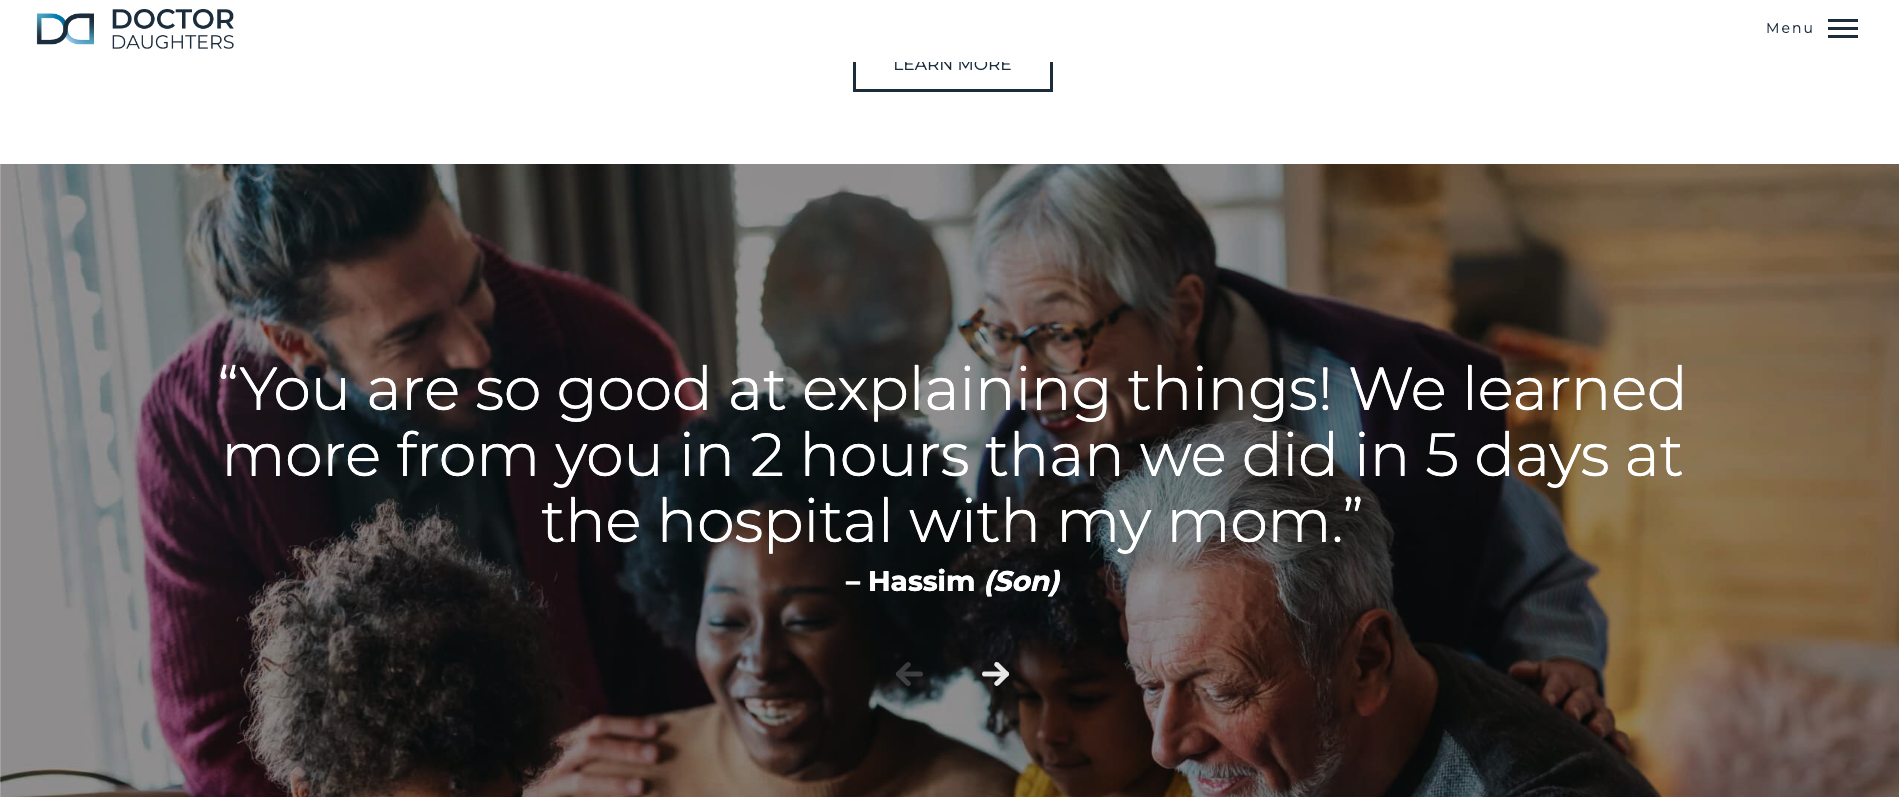 DOCTOR
DAUGHTERS
Menu
LEARN MORE
“You are so good at explaining things! We learned
more from you in 2 hours than we did in 5 days at
the hospital with my mom.”
– Hassim (Son)